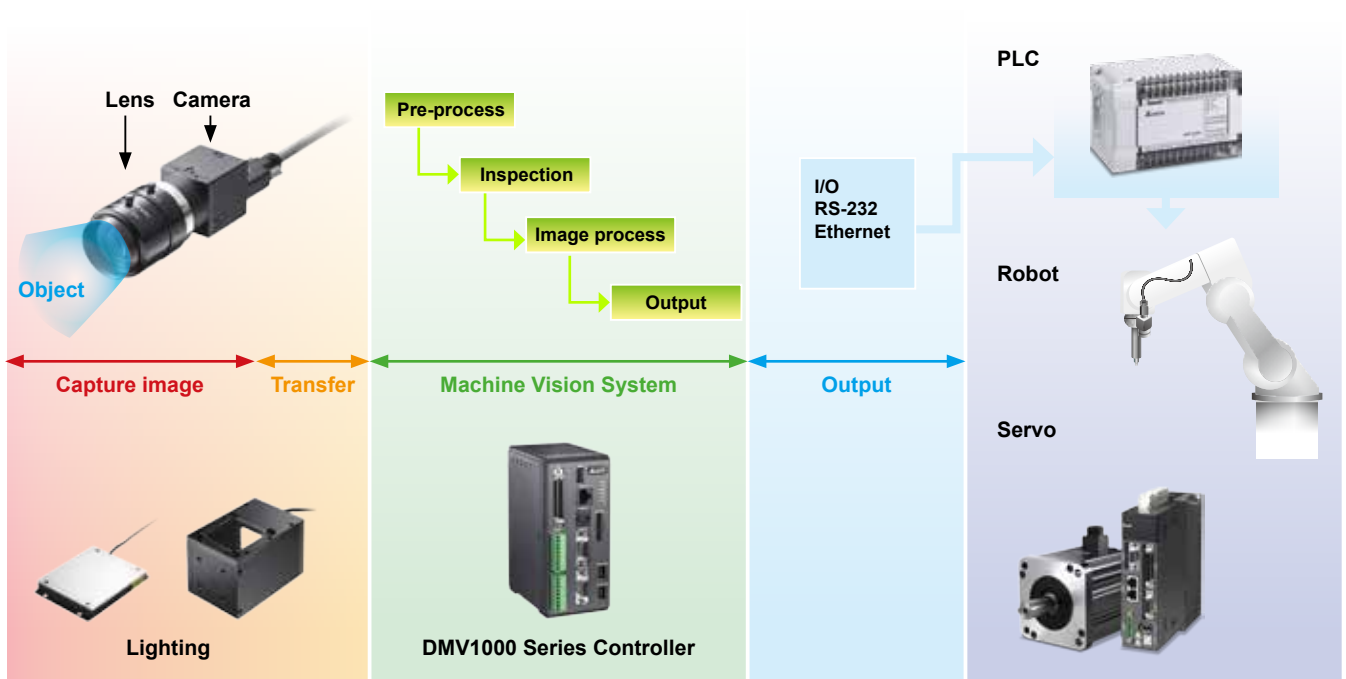 Lens Camera
Object
Capture image
Transfer
Lighting
Pre-process
Inspection
Image process
Output
Machine Vision System
DMV1000 Series Controller
I/O
RS-232
Ethernet
Output
PLC
Robot
Servo